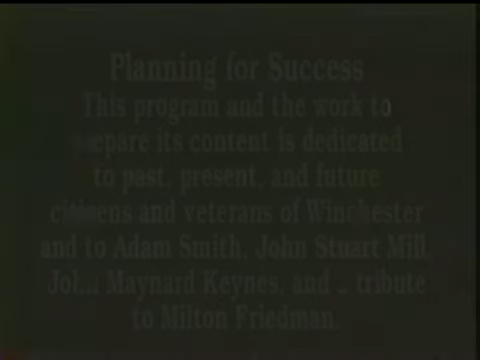 Planning for Success
This program and the work to
prepare its content is dedicated
to past, present, and future
citizens and veterans of Winchester
and to Adam Smith, John Stuart Mill,
Maynard Keynes, and .. tribute
to Milton Friedman.